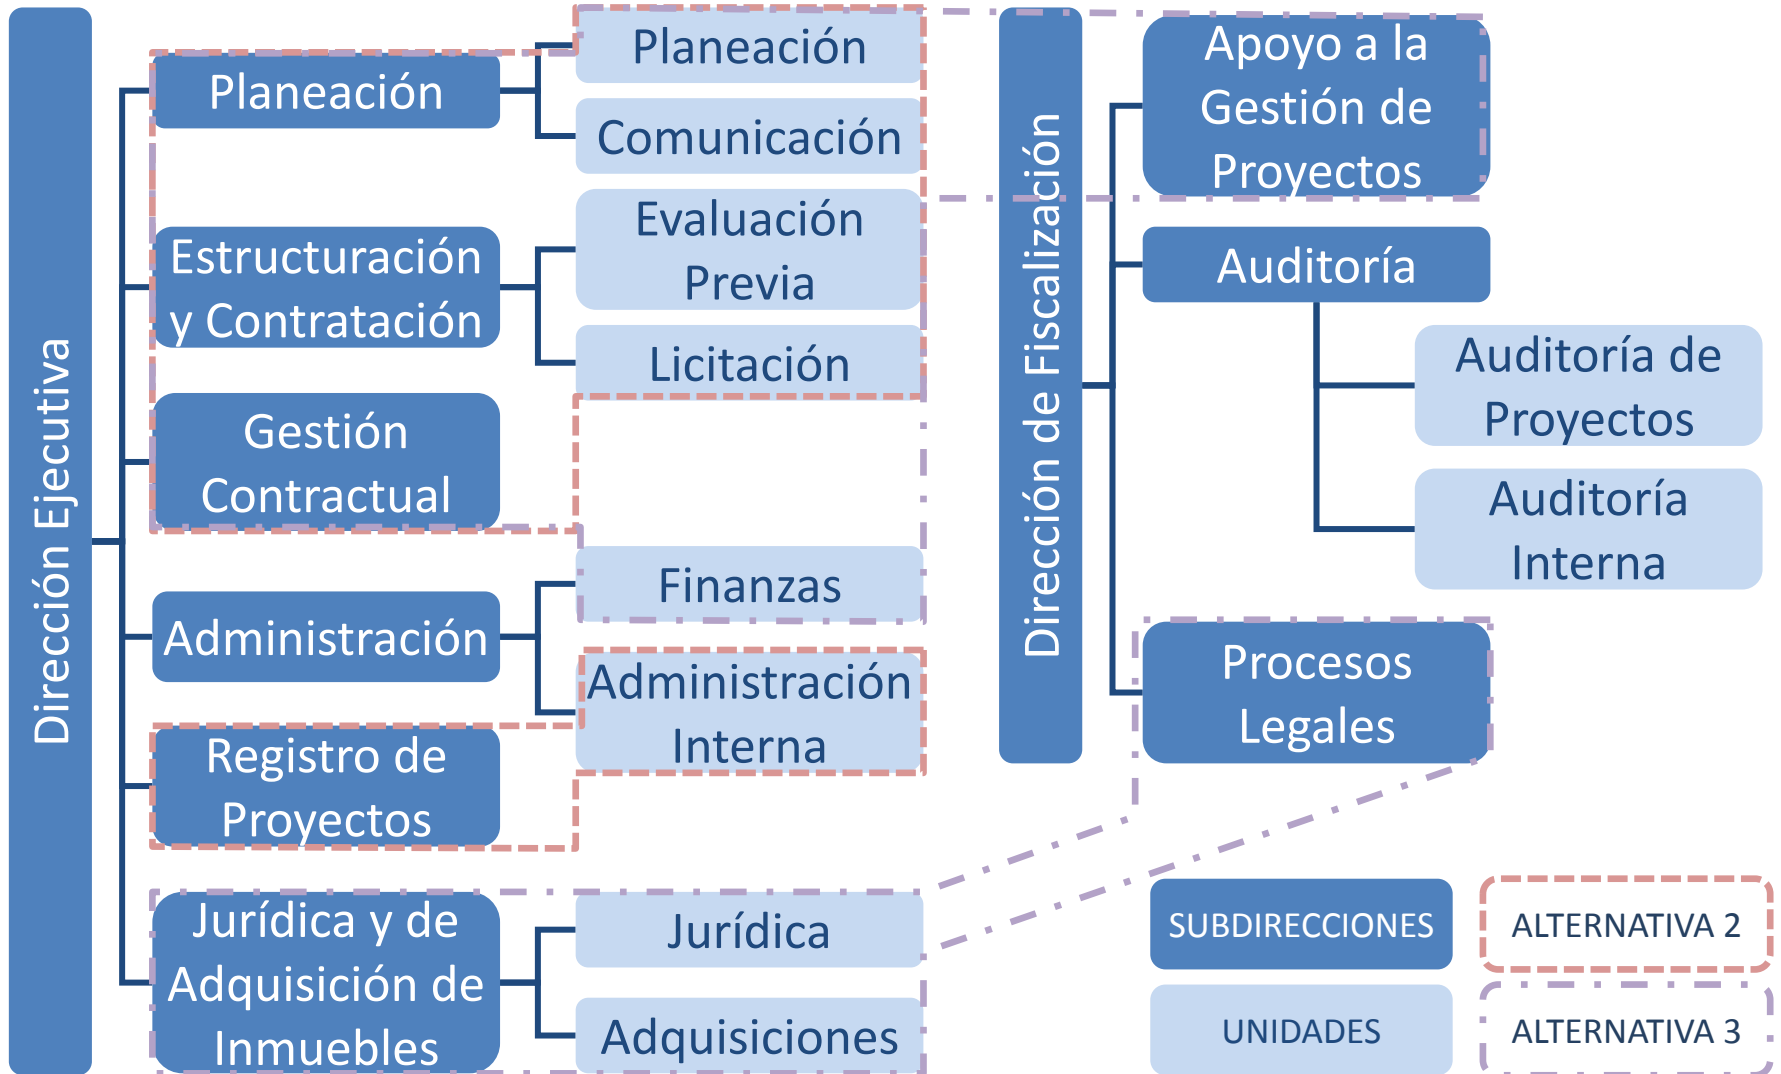 Dirección Ejecutiva
Planeación
Planeación
Comunicación
Estructuración
y Contratación
Evaluación
Previa
Licitación
Gestión
Contractual
Administración
Finanzas
Administración
Interna
Registro de
Proyectos
Jurídica y de
Adquisición de
Inmuebles
Jurídica
Adquisiciones
Dirección de Fiscalización
Apoyo a la
Gestión de
Proyectos
Auditoría
Auditoría de
Proyectos
Auditoría
Interna
Procesos
Legales
SUBDIRECCIONES
ALTERNATIVA 2
UNIDADES
ALTERNATIVA 3